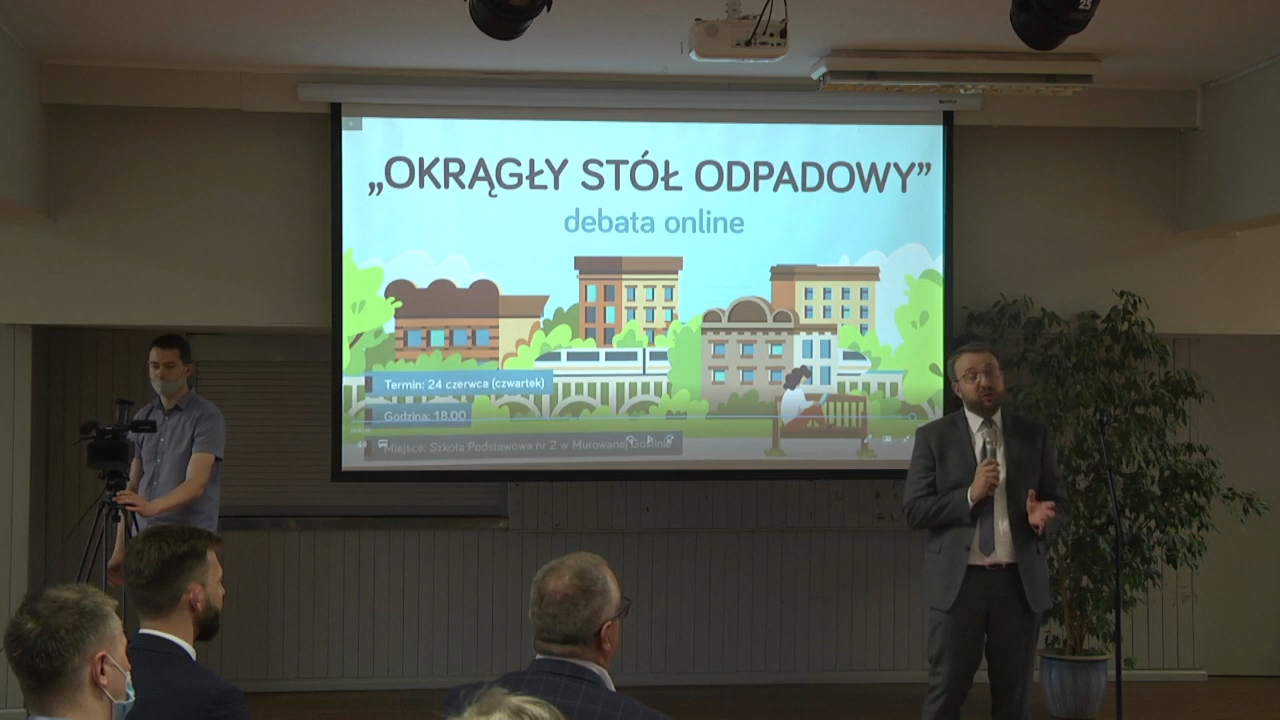 „OKRĄGŁY STÓŁ ODPADOWY”
debata online
Termin: 24 czerwca (czwartek)
Godzina: 18.00
Miejsce: Szkoła Podstawowa nr 2 w Murowanej Goślinie
25